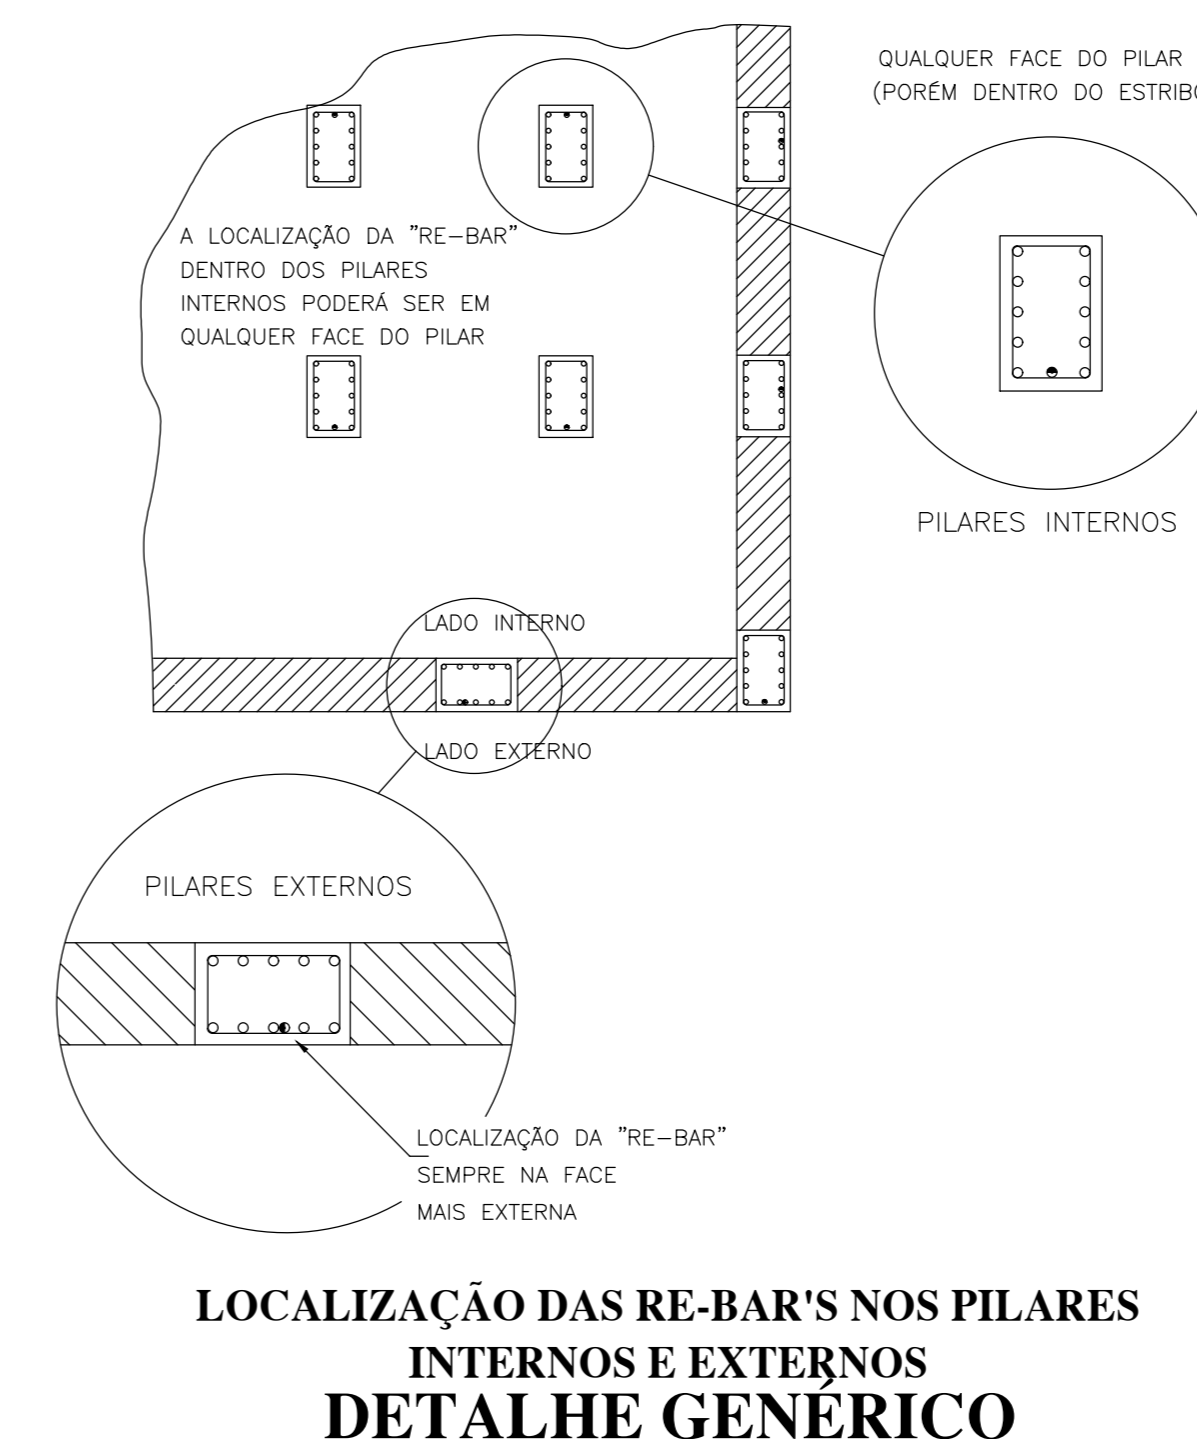 QUALQUER FACE DO PILAR
(PORÉM DENTRO DO ESTRIBO
A LOCALIZAÇÃO DA "RE-BAR"
DENTRO DOS PILARES
INTERNOS PODERÁ SER EM
QUALQUER FACE DO PILAR
PILARES INTERNOS
LADO INTERNO
LADO EXTERNO
PILARES EXTERNOS
LOCALIZAÇÃO DA "RE-BAR"
SEMPRE NA FACE
MAIS EXTERNA
LOCALIZAÇÃO DAS RE-BAR'S NOS PILARES
INTERNOS E EXTERNOS
DETALHE GENÉRICO